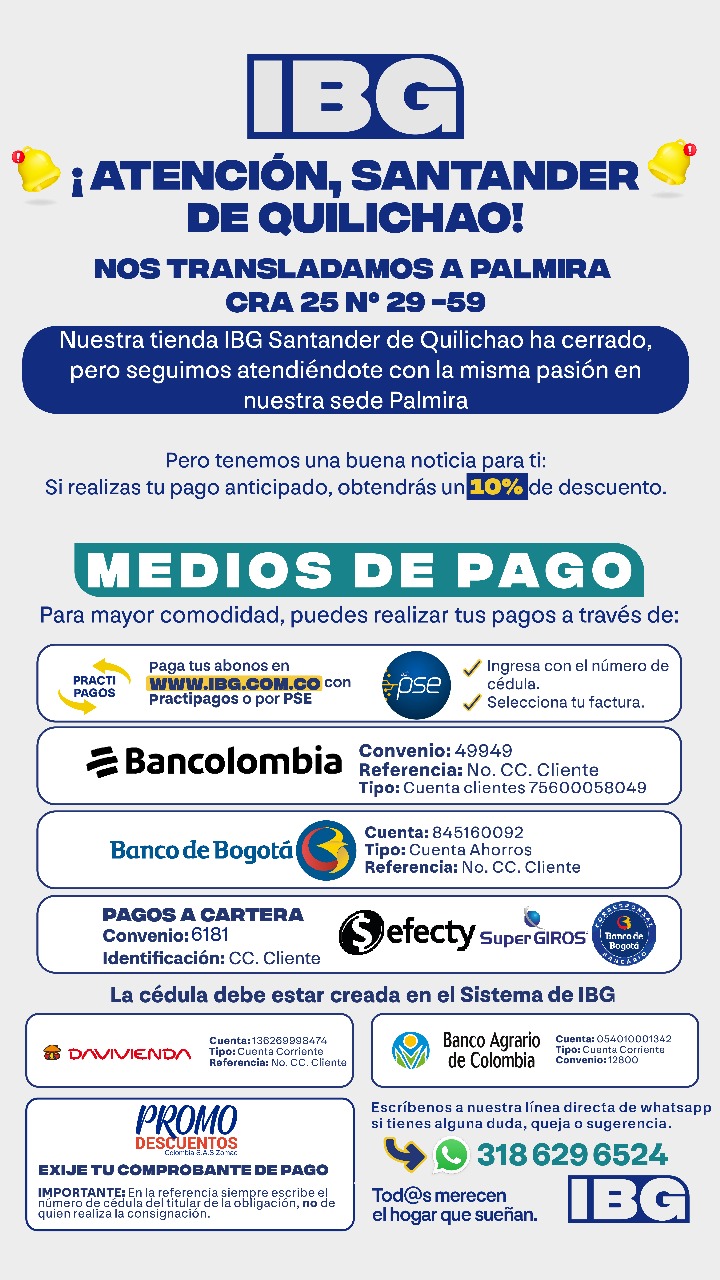 IBG
¡ATENCIÓN, SANTANDER
DE QUILICHAO!
NOS TRANSLADAMOS A PALMIRA
CRA 25 N° 29 -59
Nuestra tienda IBG Santander de Quilichao ha cerrado,
pero seguimos atendiéndote con la misma pasión en
nuestra sede Palmira
Pero tenemos una buena noticia para ti:
Si realizas tu pago anticipado, obtendrás un 10% de descuento.
MEDIOS DE PAGO
Para mayor comodidad, puedes realizar tus pagos a través de:
PRACTI
PAGOS
Paga tus abonos en
WWW.IBG.COM.CO con
Practipagos o por PSE
pse
Ingresa con el número de
cédula.
Selecciona tu factura.
Bancolombia
Convenio: 49949
Referencia: No. CC. Cliente
Tipo: Cuenta clientes 75600058049
Banco de Bogotá
Cuenta: 845160092
Tipo: Cuenta Ahorros
Referencia: No. CC. Cliente
PAGOS A CARTERA
Convenio: 6181
Identificación: CC. Cliente
Sefecty
SuperGIROS
CORRESPONSAL
Banco de
Bogotá
BANCARIO
La cédula debe estar creada en el Sistema de IBG
DAVIVIENDA
Cuenta: 136269998474
Tipo: Cuenta Corriente
Referencia: No. CC. Cliente
Banco Agrario
de Colombia
Cuenta: 054010001342
Tipo: Cuenta Corriente
Convenio: 12800
PROMO
DESCUENTOS
Colombia S.A.S Zomac
EXIJE TU COMPROBANTE DE PAGO
IMPORTANTE: En la referencia siempre escribe el
número de cédula del titular de la obligación, no de
quien realiza la consignación.
Escríbenos a nuestra línea directa de whatsapp
si tienes alguna duda, queja o sugerencia.
318 629 6524
Tod@s merecen
el hogar que sueñan.
IBG